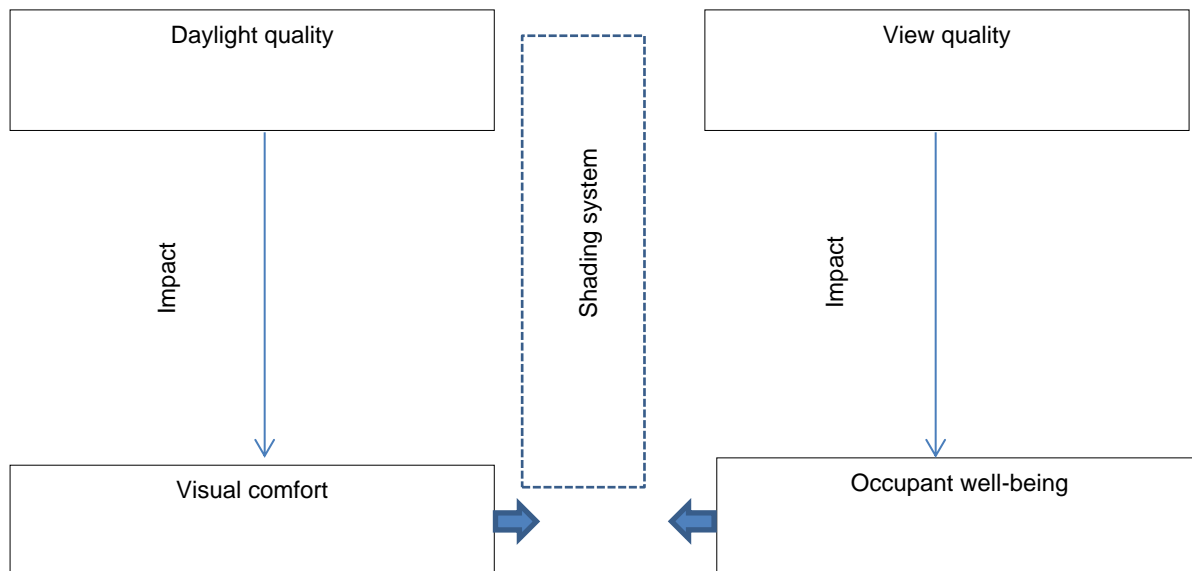 Daylight quality
View quality
Impact
Shading system
Impact
Visual comfort
Occupant well-being